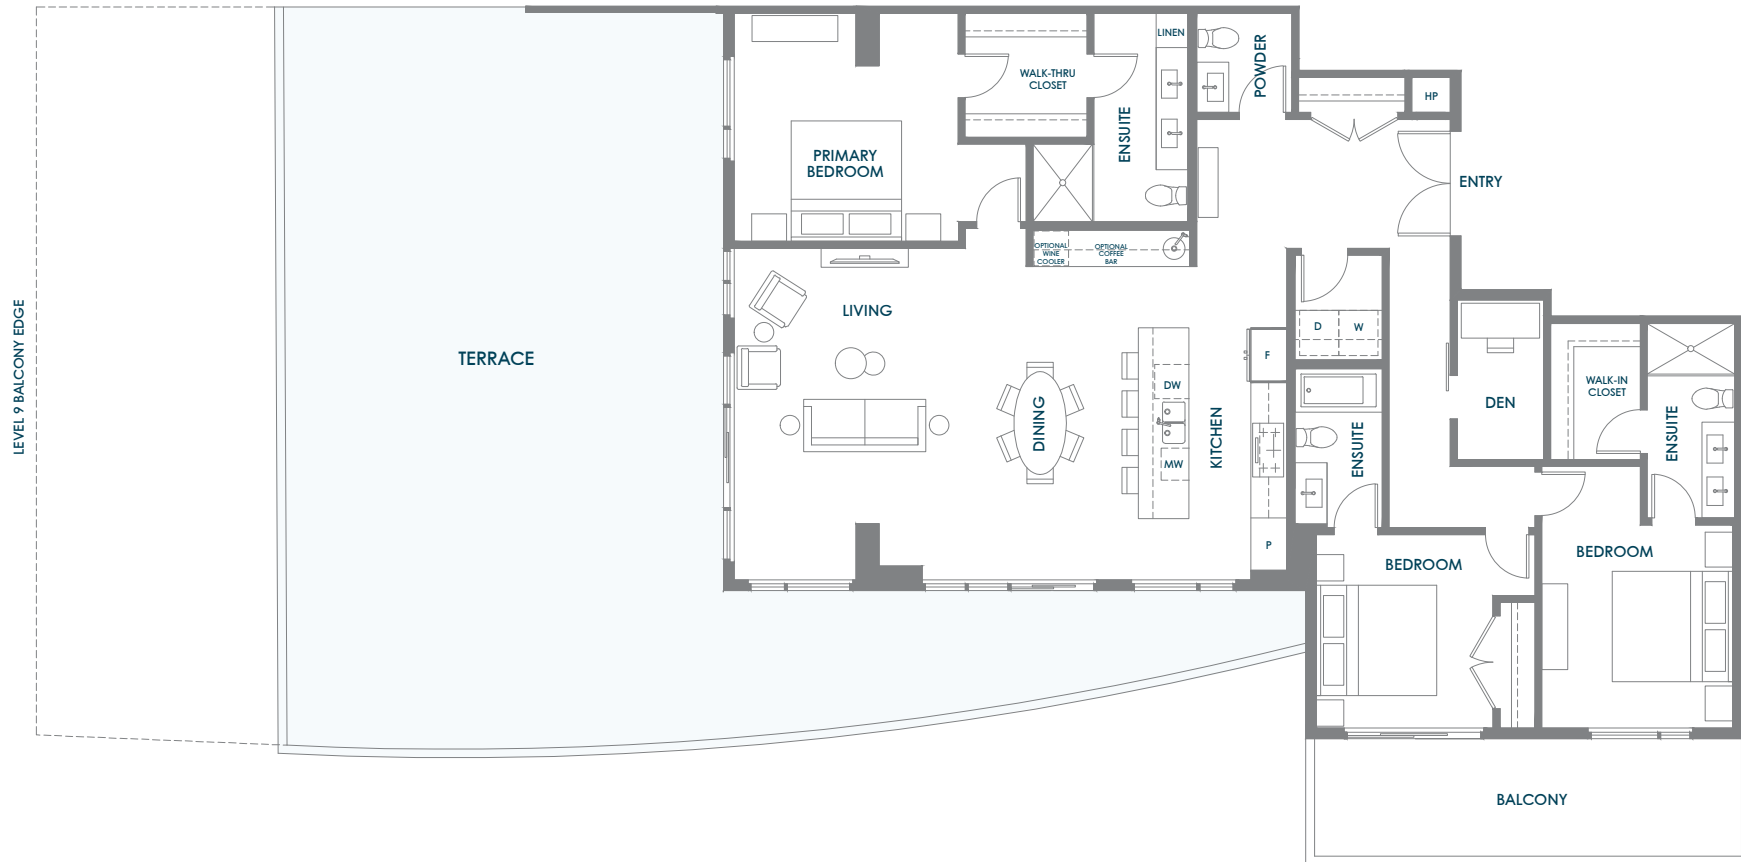 LINEN
POWDER
WALK-THRU
CLOSET
HP
ENSUITE
PRIMARY
BEDROOM
ENTRY
OPTIONAL
WINE
COOLER
OPTIONAL
COFFEE
BAR
LIVING
D
W
LEVEL 9 BALCONY EDGE
TERRACE
F
DW
WALK-IN
CLOSET
DEN
DINING
KITCHEN
ENSUITE
ENSUITE
MW
P
BEDROOM
BEDROOM
BALCONY